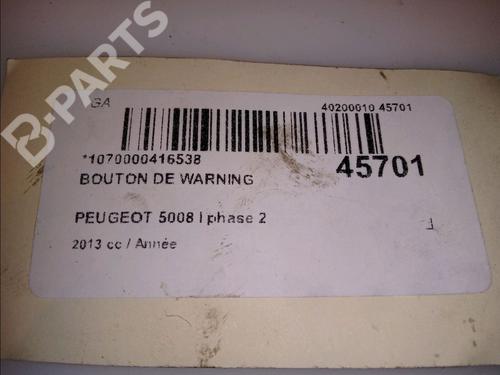 B-PARTS
GA
40200010 45701
*1070000416538
45701
BOUTON DE WARNING
PEUGEOT 5008 I phase 2
2013 cc / Année